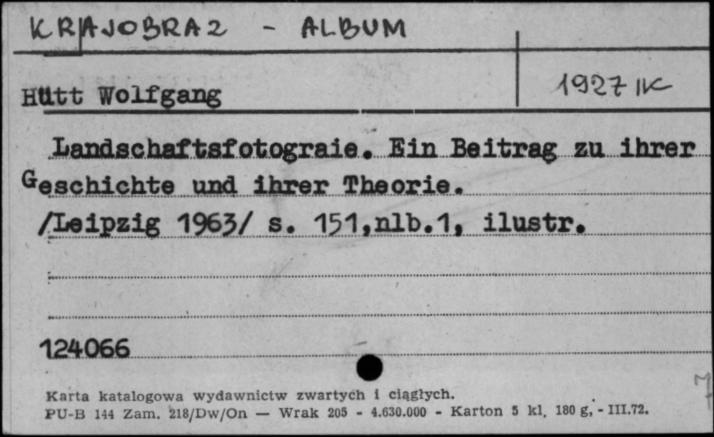 KRAJOBRAZ - ALBUM
1927 IK
Hütt Wolfgang
Landschaftsfotograie. Ein Beitrag zu ihrer
Geschichte und ihrer Theorie.
/Leipzig 1963/ s. 151,nlb.1, ilustr.
124066
Karta katalogowa wydawnictw zwartych i ciągłych.
PU-B 144 Zam. 218/Dw/On — Wrak 205 - 4.630.000 - Karton 5 kl. 180 g, - III.72.